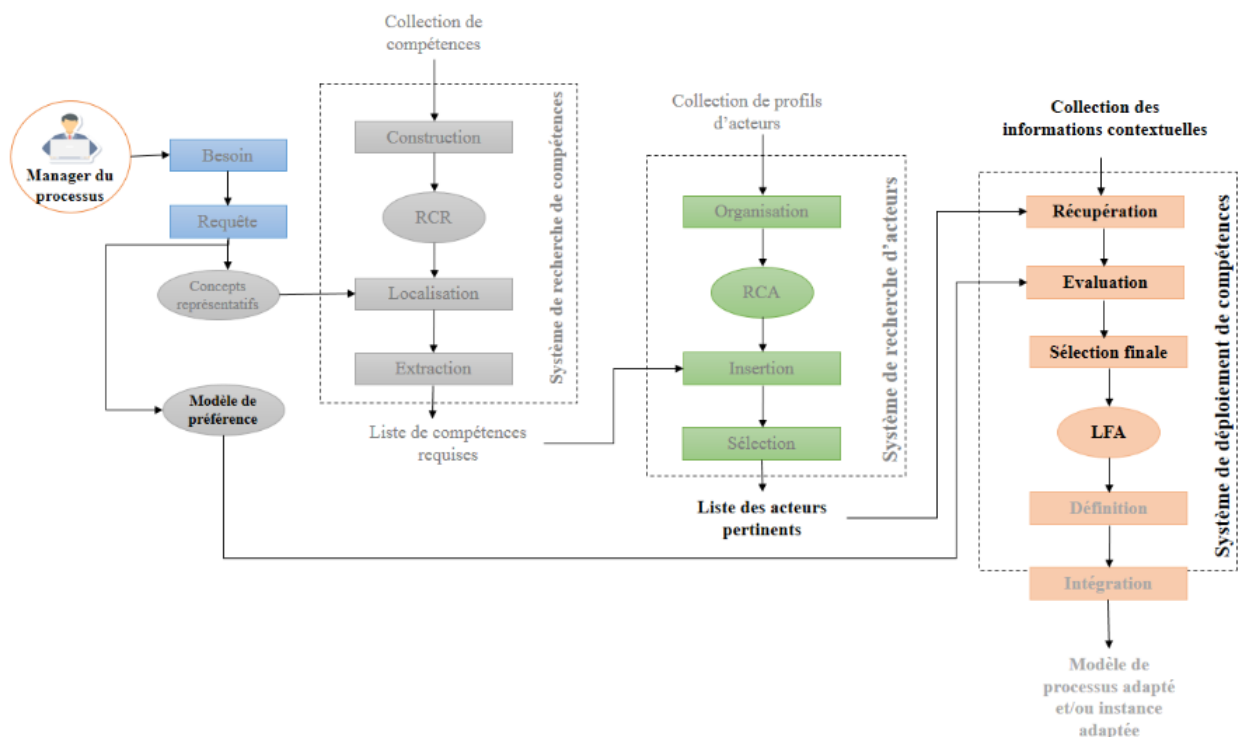 Collection de
compétences
Manager du
processus
Besoin
Requête
Concepts
représentatifs
Modèle de
préférence
Construction
RCR
Localisation
Extraction
Système de recherche de compétences
Liste de compétences
requises
Collection de profils
d'acteurs
Organisation
RCA
Insertion
Sélection
Système de recherche d'acteurs
Liste des acteurs
pertinents
Collection des
informations contextuelles
Récupération
Evaluation
Sélection finale
LFA
Définition
Système de déploiement de compétences
Intégration
Modèle de
processus adapté
et/ou instance
adaptée